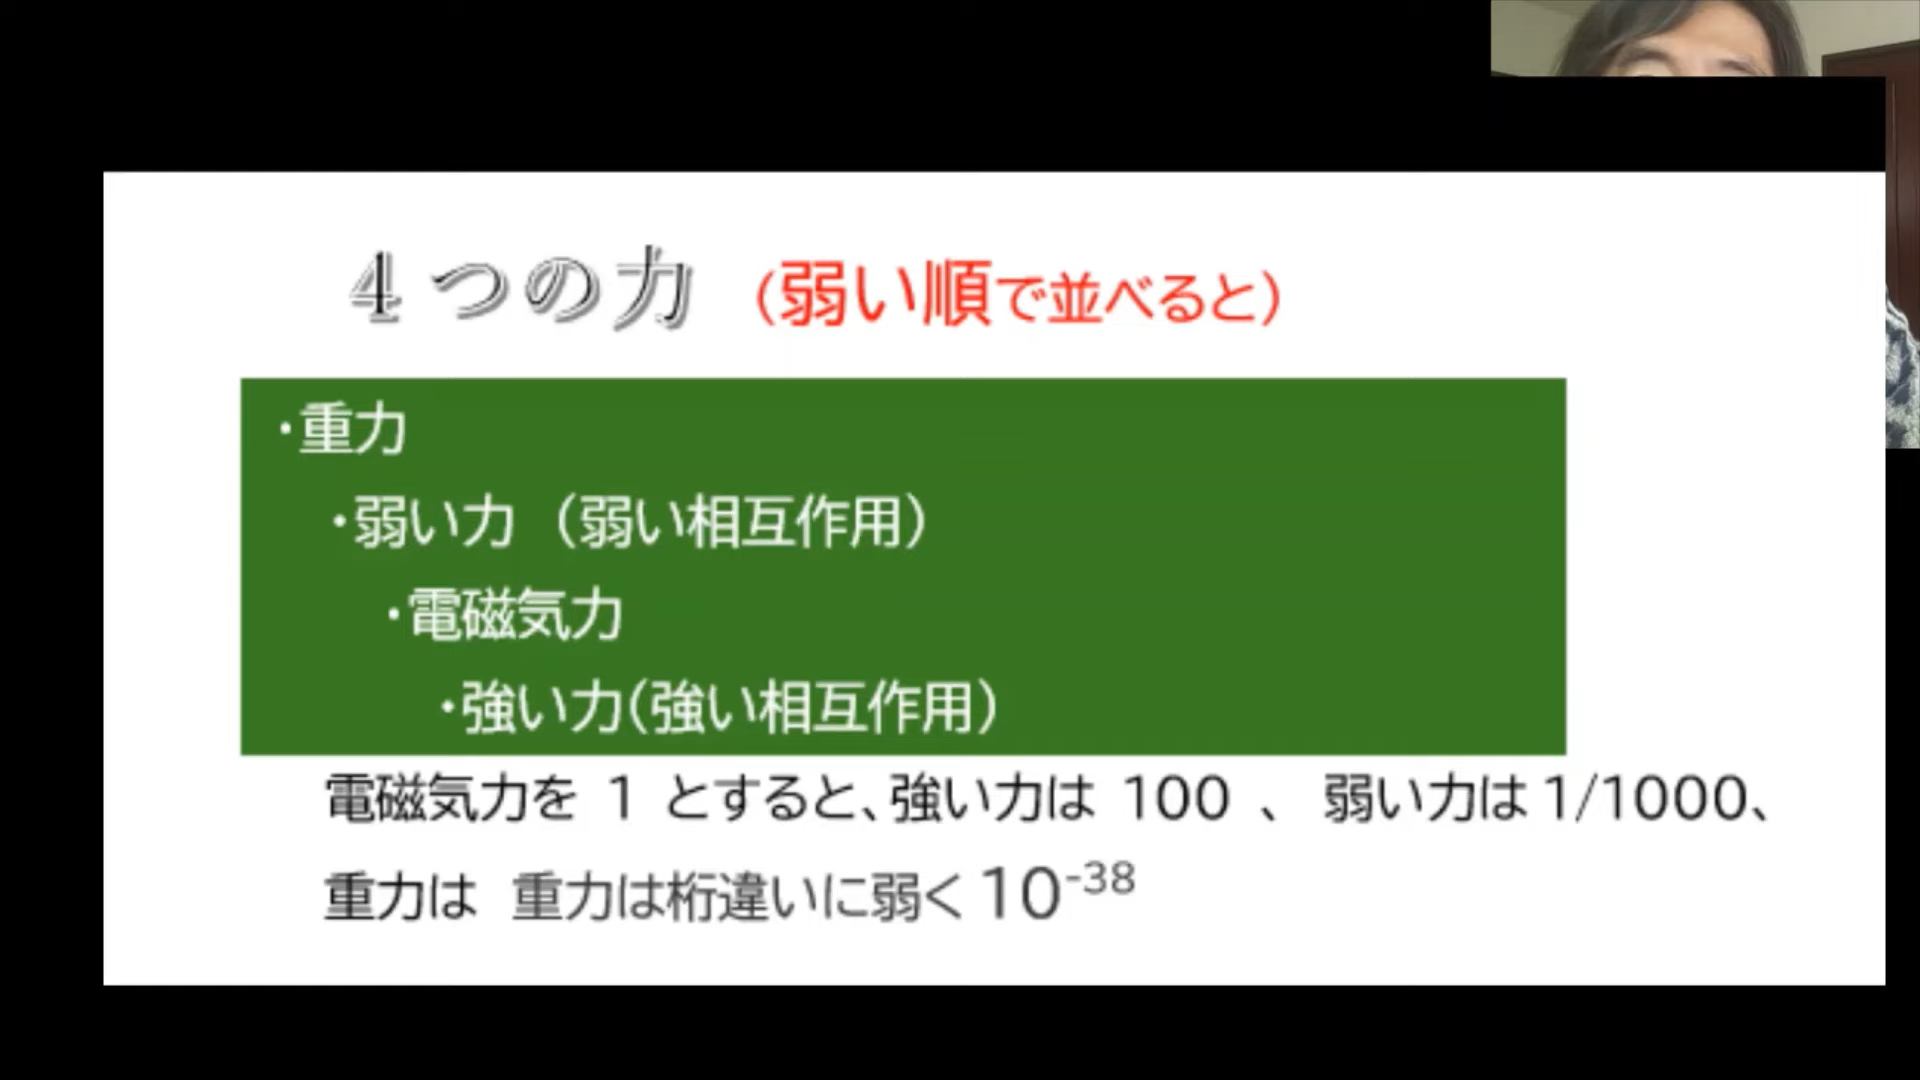 4つの力 (弱い順で並べると)
・重力
・弱い力 (弱い相互作用)
・電磁気力
・強い力(強い相互作用)
電磁気力を 1 とすると、強い力は 100 、 弱い力は1/1000、
重力は 重力は桁違いに弱く10⁻³⁸